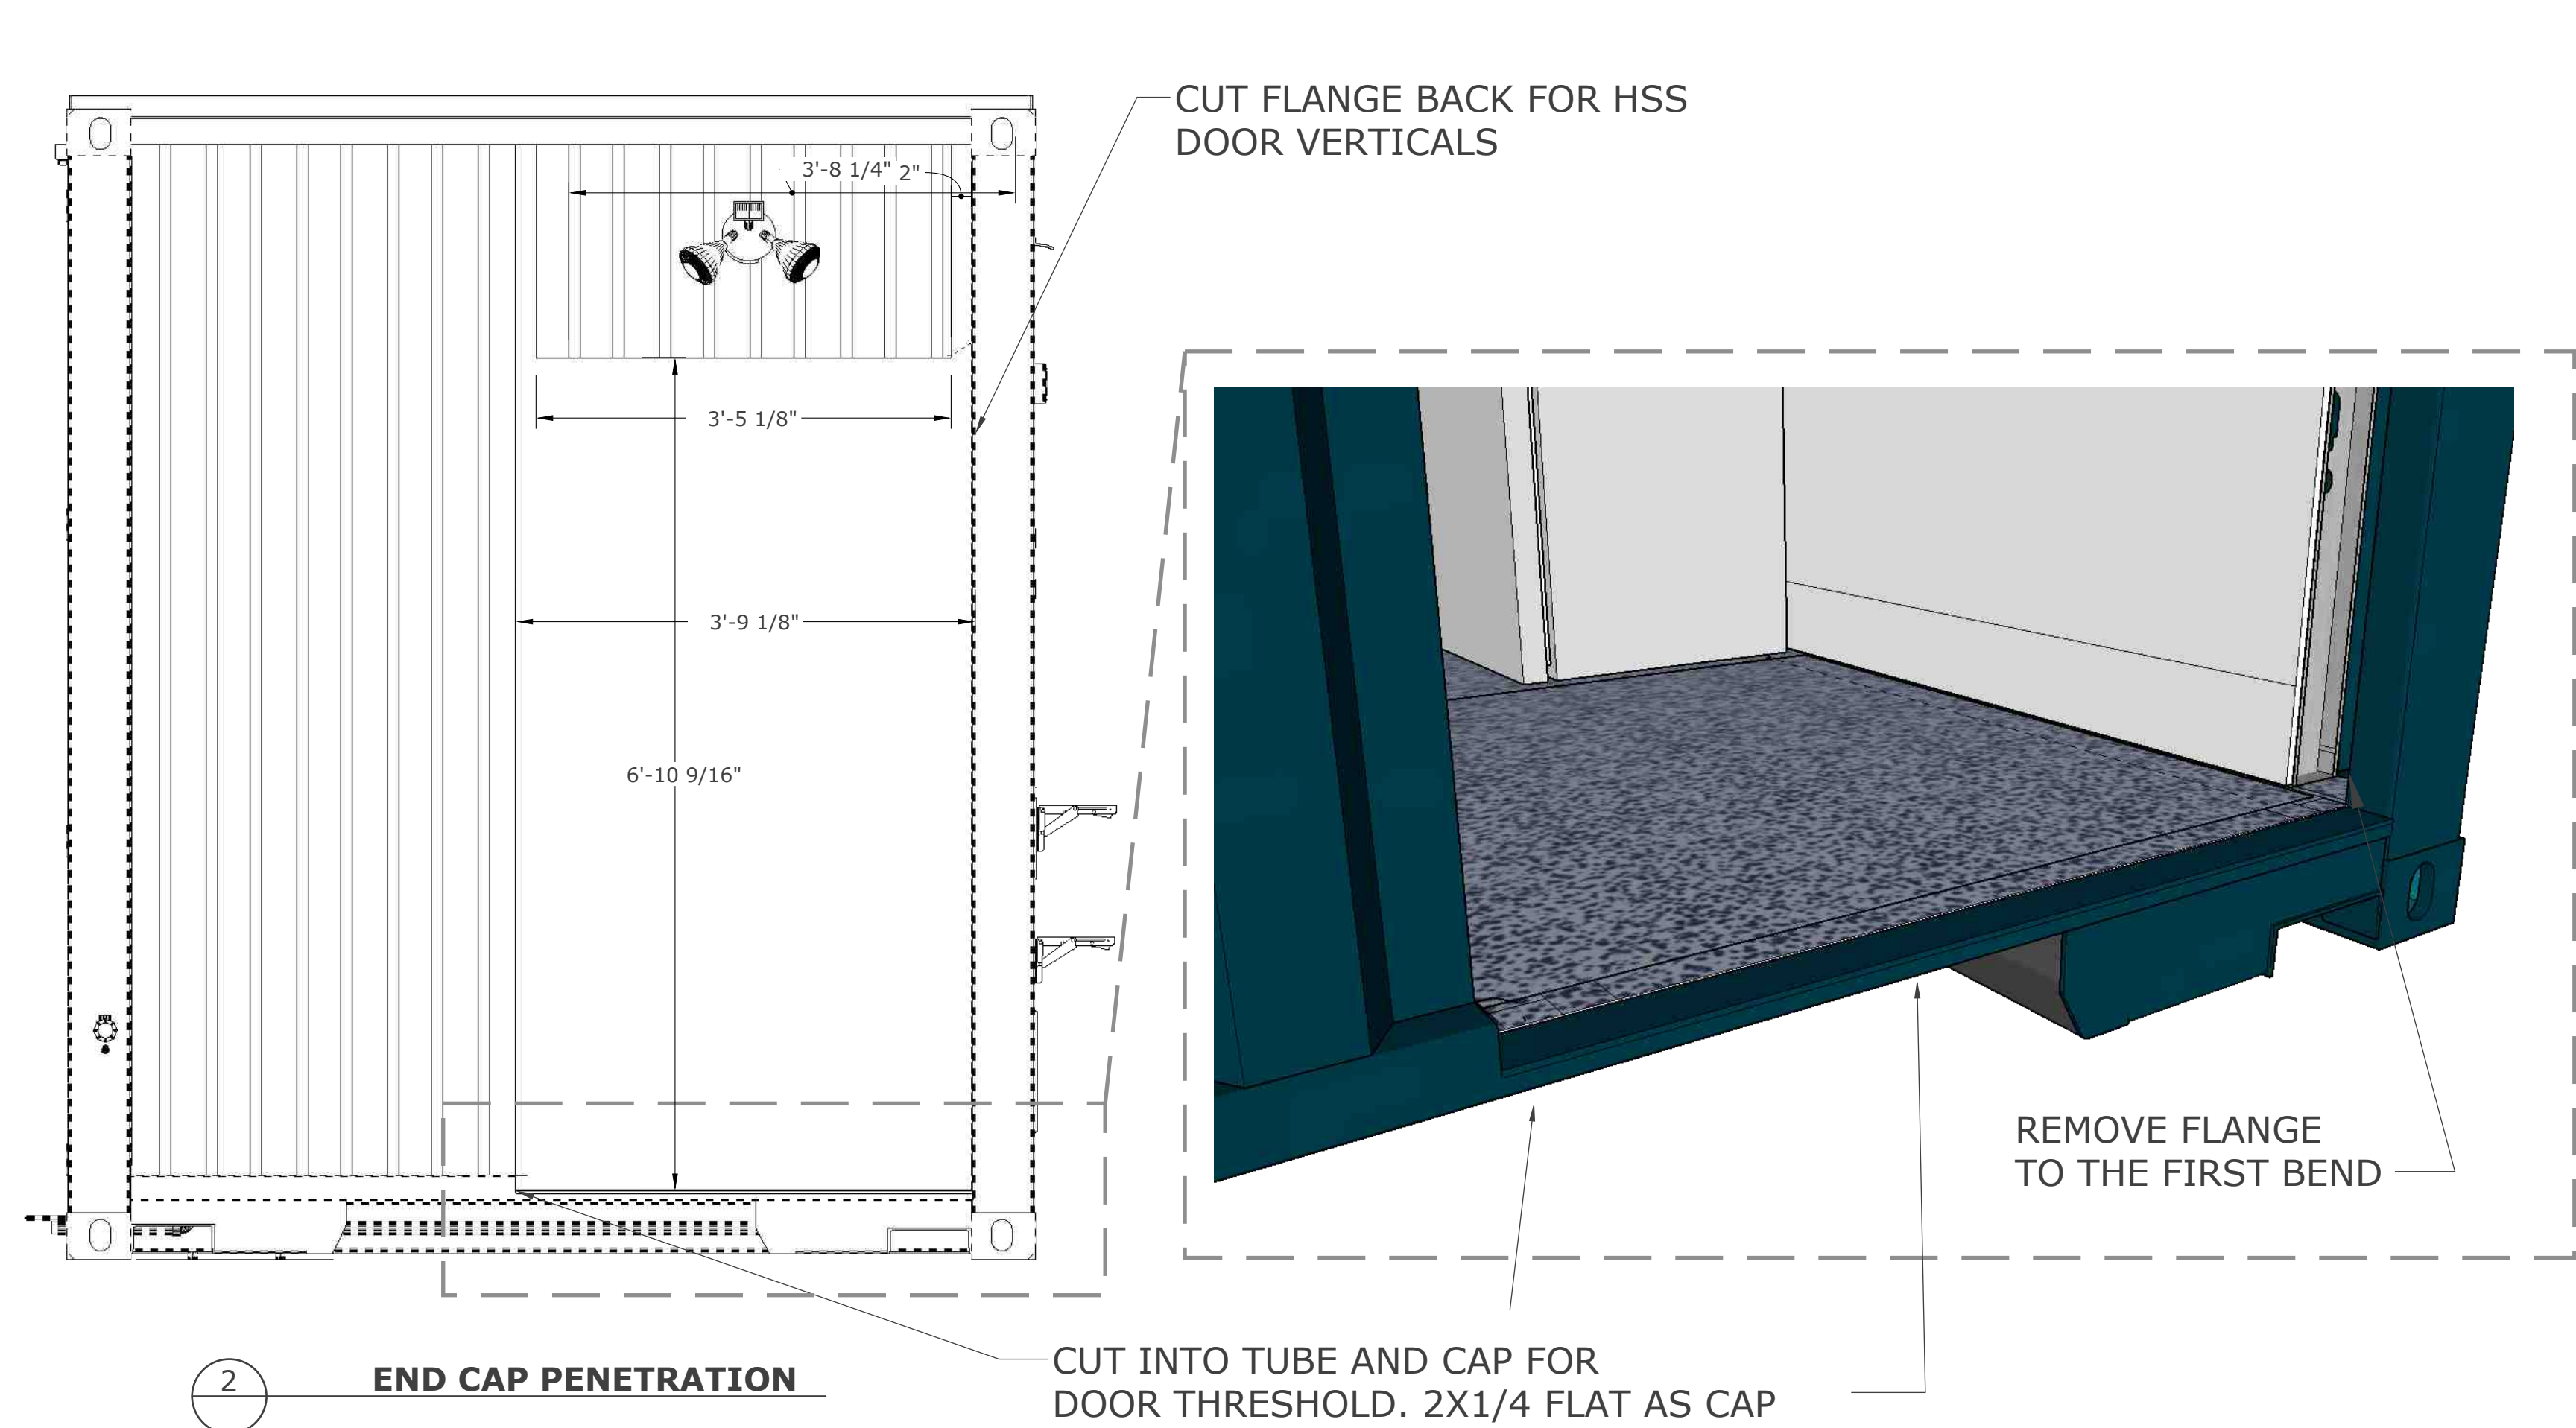 CUT FLANGE BACK FOR HSS
DOOR VERTICALS
3'-8 1/4"
2"
3'-5 1/8"
3'-9 1/8"
6'-10 9/16"
REMOVE FLANGE
TO THE FIRST BEND
CUT INTO TUBE AND CAP FOR
DOOR THRESHOLD. 2X1/4 FLAT AS CAP
2
END CAP PENETRATION